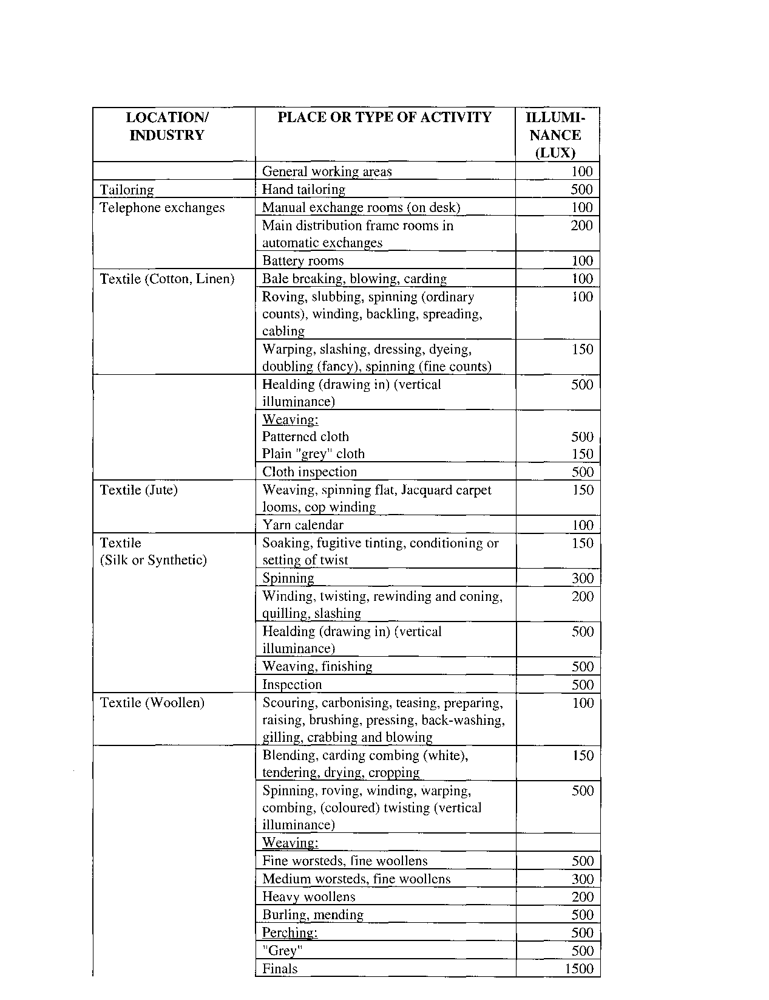 LOCATION/ PLACE OR TYPE OF ACTIVITY ILLUMI-
INDUSTRY NANCE
(LUX)
General working areas 100
Tailoring Hand tailoring 500
Telephone exchanges Manual exchange rooms (on desk) 100
Main distribution frame rooms in 200
automatic exchanges
Battery rooms 100
Textile (Cotton, Linen) Bale breaking, blowing, carding 100
Roving, slubbing, spinning (ordinary 100
counts), winding, backling, spreading,
cabling
Warping, slashing, dressing, dyeing, 150
doubling (fancy), spinning (fine counts)
Healding (drawing in) (vertical 500
illuminance)
Weaving:
Patterned cloth 500
Plain "grey" cloth 150
Cloth inspection 500
Textile (Jute) Weaving, spinning flat, Jacquard carpet 150
looms, cop winding
Yarn calendar 100
Textile Soaking, fugitive tinting, conditioning or 150
(Silk or Synthetic) setting of twist
Spinning 300
Winding, twisting, rewinding and coning, 200
quilling, slashing
Healding (drawing in) (vertical 500
illuminance)
Weaving, finishing 500
Inspection 500
Textile (Woollen) Scouring, carbonising, teasing, preparing, 100
raising, brushing, pressing, back-washing,
gilling, crabbing and blowing
Blending, carding combing (white), 150
tendering, drying, cropping
Spinning, roving, winding, warping, 500
combing, (coloured) twisting (vertical
illuminance)
Weaving:
Fine worsteds, fine woollens 500
Medium worsteds, fine woollens 300
Heavy woollens 200
Burling, mending 500
Perching: 500
"Grey" 500
Finals 1500